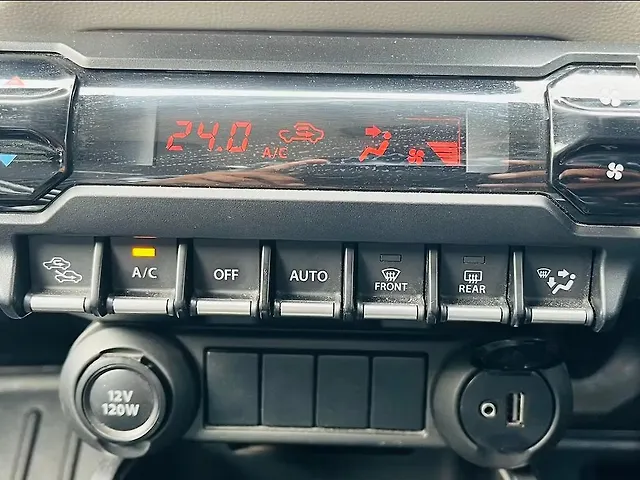 24.0
A/C
A/C
OFF
AUTO
FRONT
REAR
12V
120W